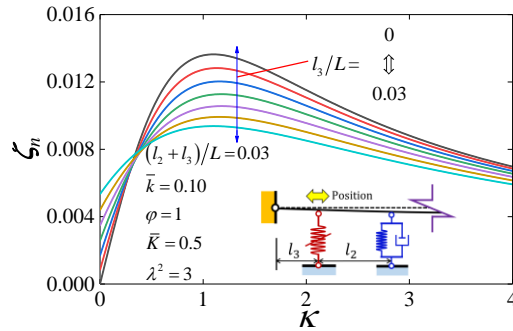 0.016
0.012
0.008
0.004
0.000
ζₙ
0
l₃/L=
⇕
0.03
(l₂+l₃)/L=0.03
k̄=0.10
φ=1
K̄=0.5
λ²=3
Position
l₃
l₂
0
1
2
3
4
κ